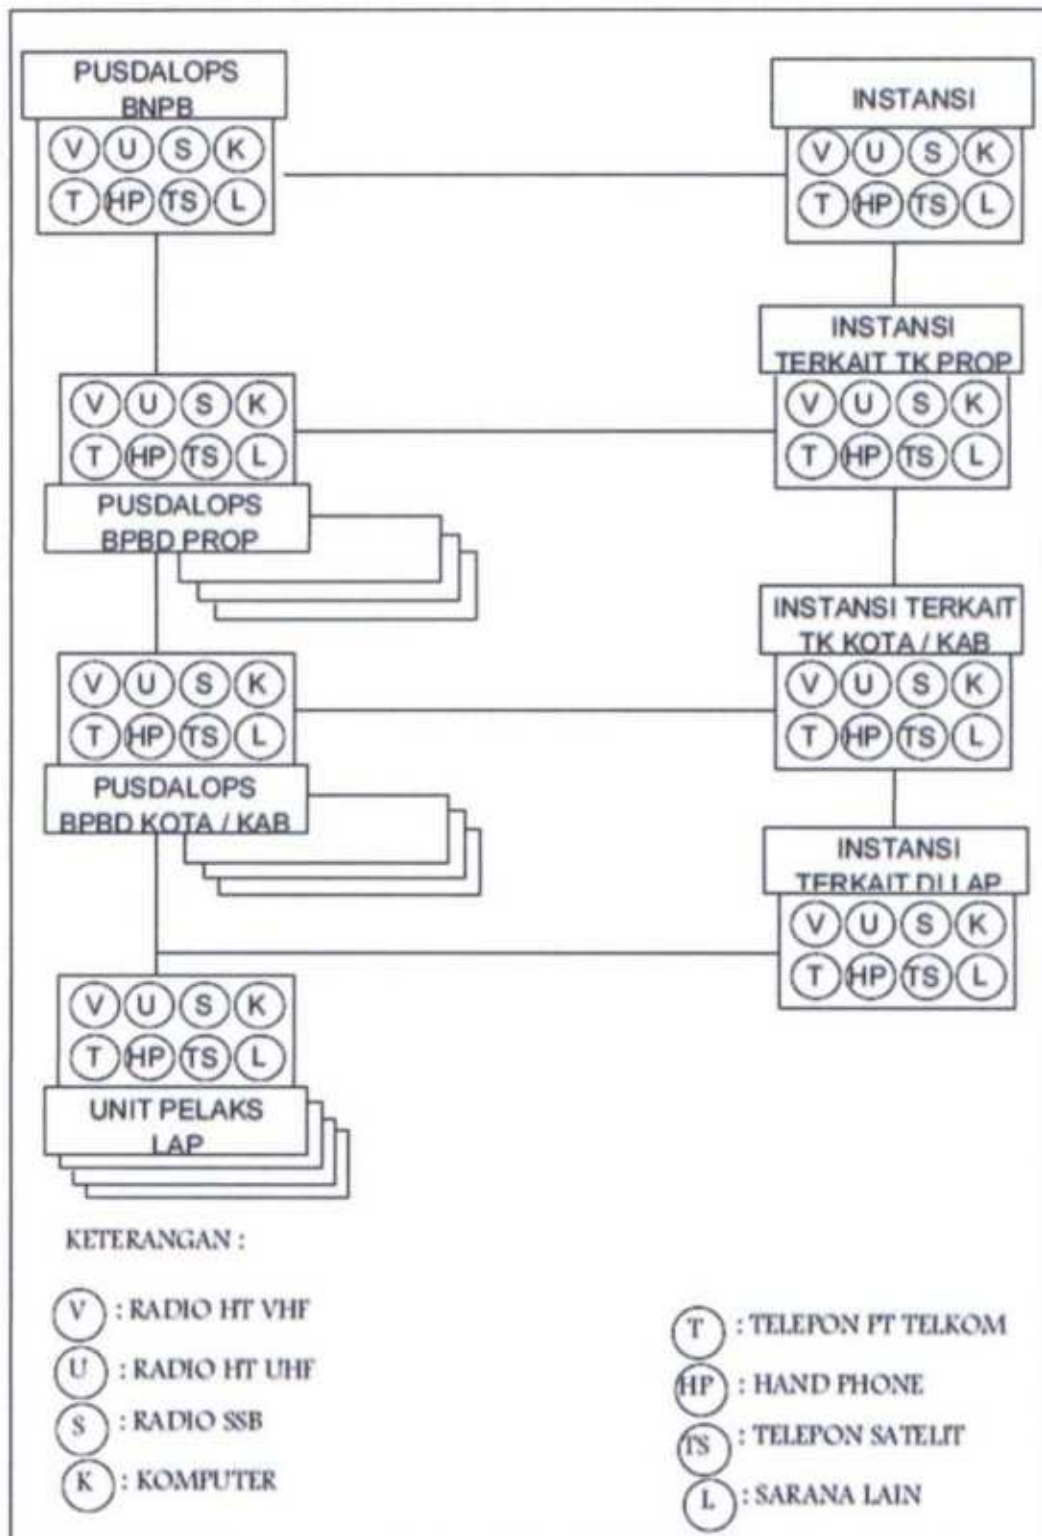 PUSDALOPS
BNPB
V U S K
T HP TS L
INSTANSI
V U S K
T HP TS L
INSTANSI
TERKAIT TK PROP
V U S K
T HP TS L
V U S K
T HP TS L
PUSDALOPS
BPBD PROP
INSTANSI TERKAIT
TK KOTA / KAB
V U S K
T HP TS L
V U S K
T HP TS L
PUSDALOPS
BPBD KOTA / KAB
INSTANSI
TERKAIT DI LAP
V U S K
T HP TS L
V U S K
T HP TS L
UNIT PELAKS
LAP
KETERANGAN :
V : RADIO HT VHF
U : RADIO HT UHF
S : RADIO SSB
K : KOMPUTER
T : TELEPON PT TELKOM
HP : HAND PHONE
TS : TELEPON SATELIT
L : SARANA LAIN